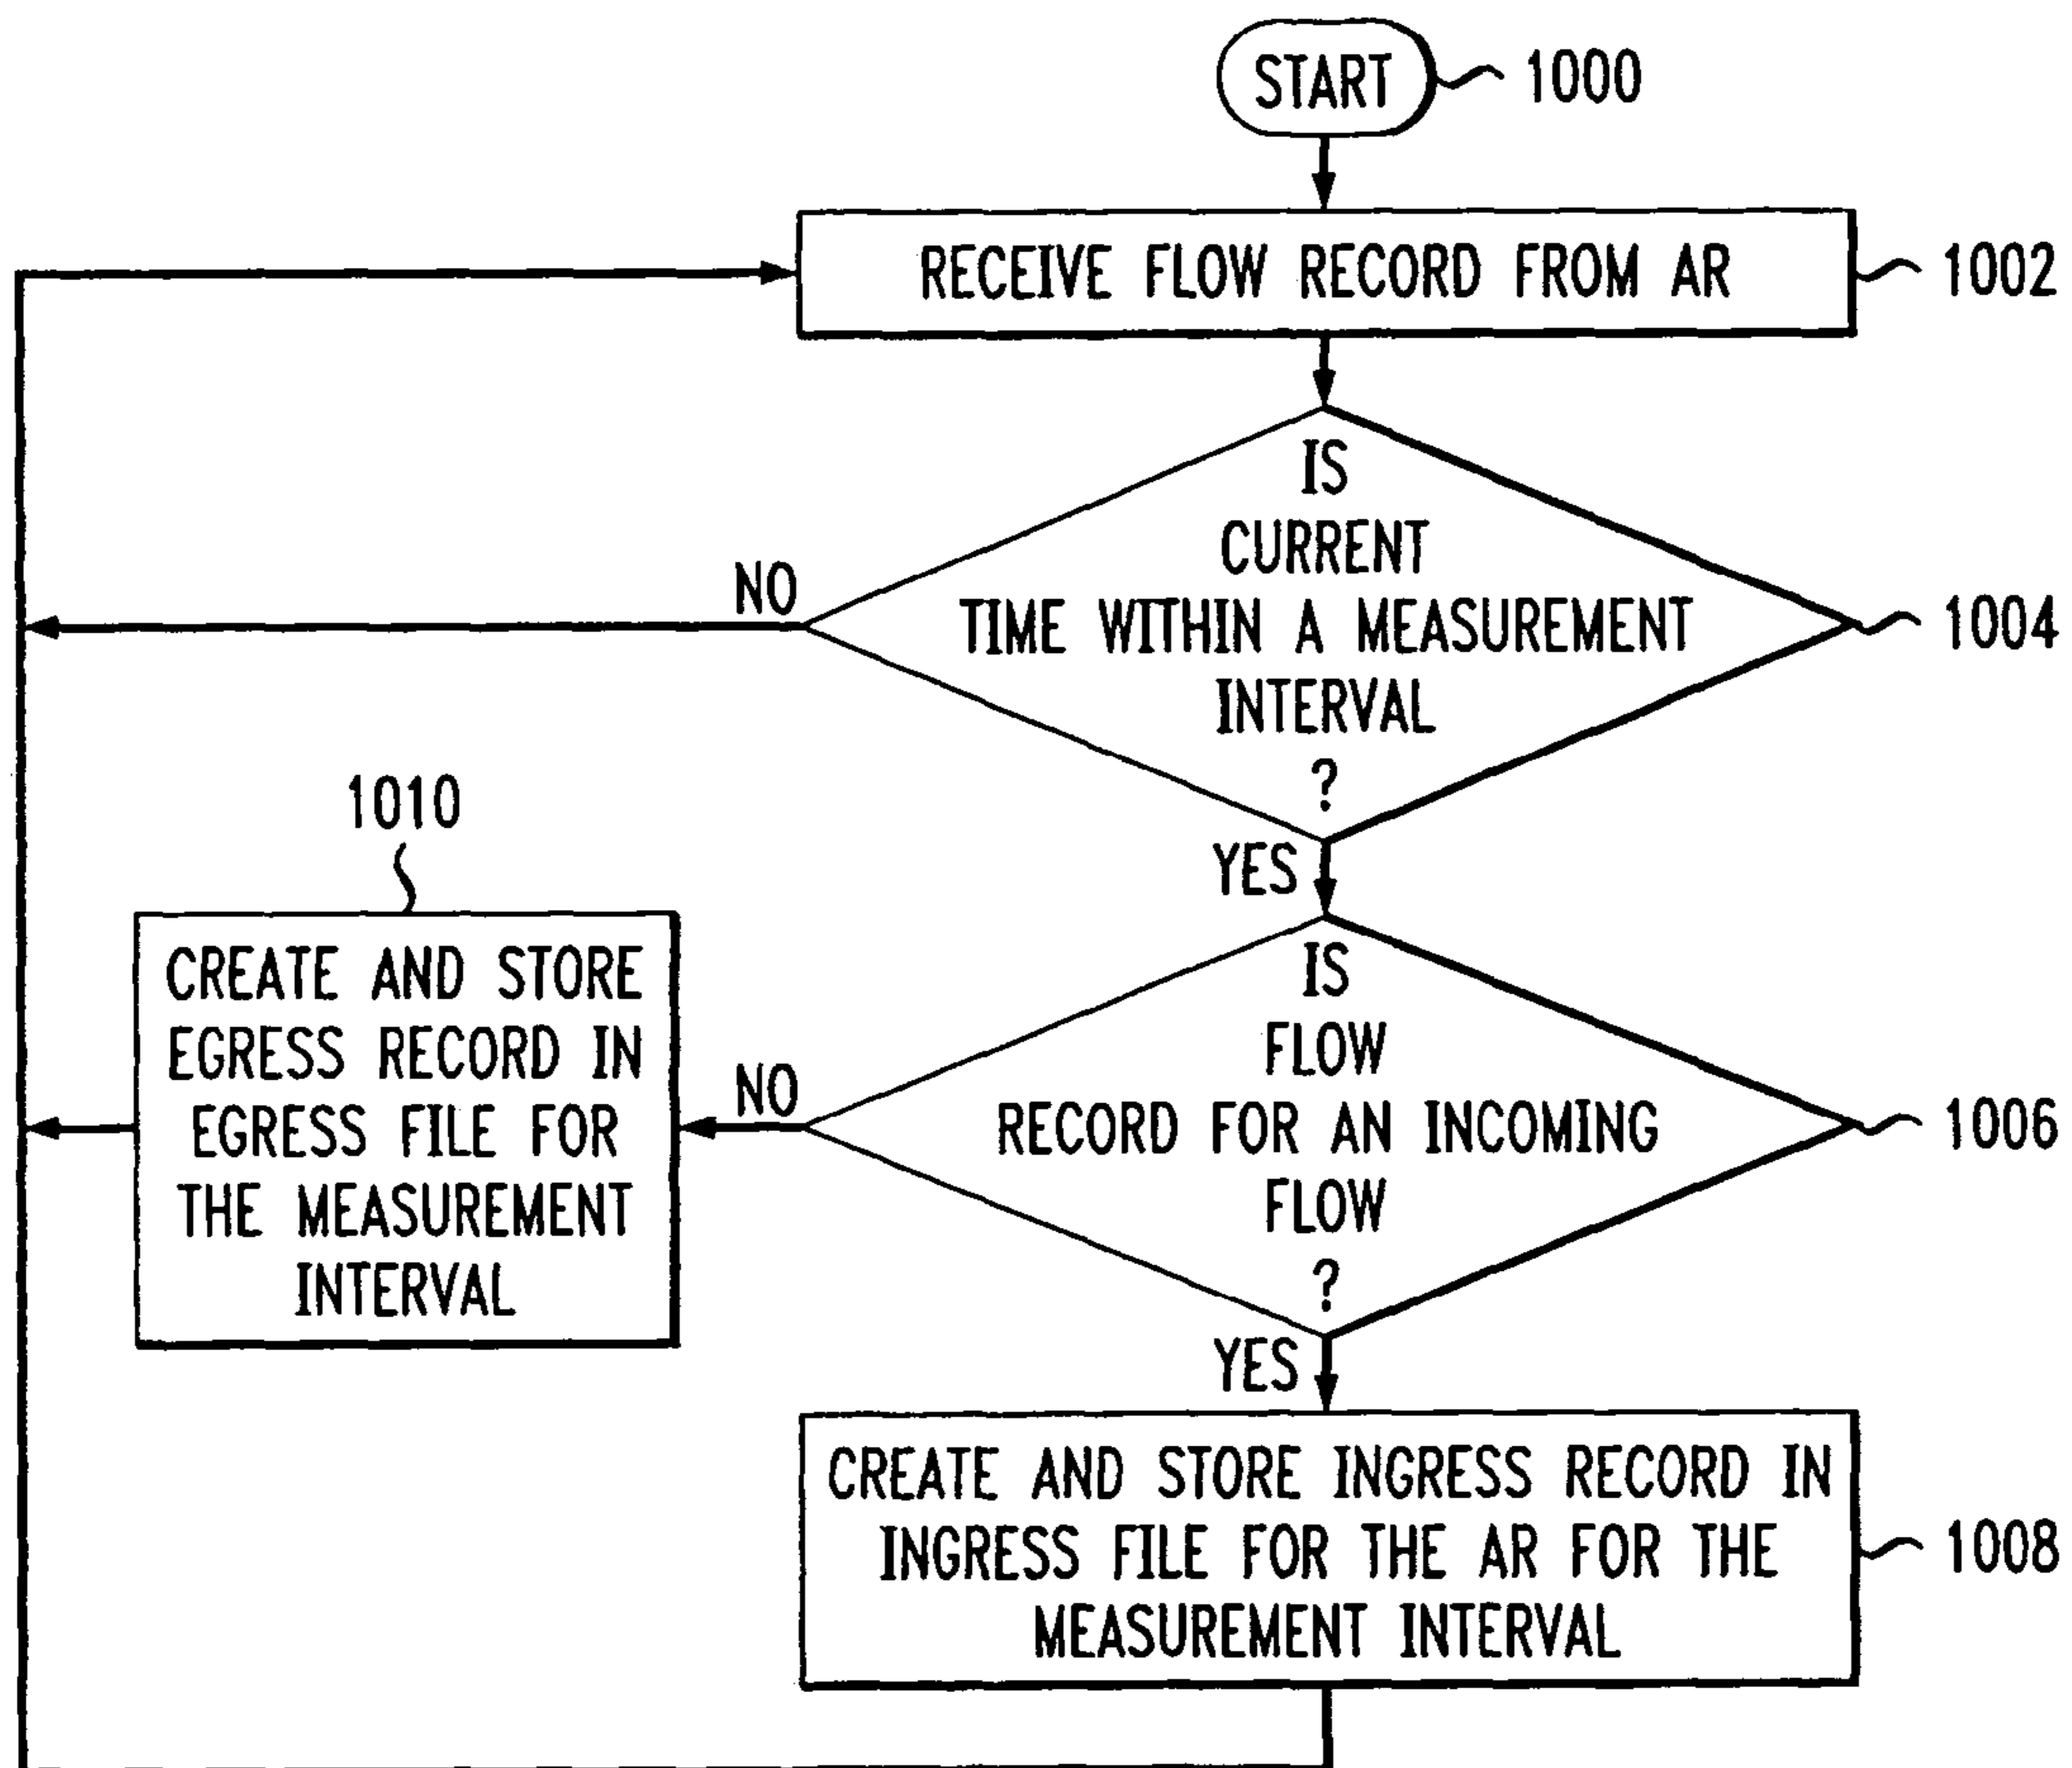 START
1000
RECEIVE FLOW RECORD FROM AR
1002
IS
CURRENT
TIME WITHIN A MEASUREMENT
INTERVAL
?
1004
NO
YES
IS
FLOW
RECORD FOR AN INCOMING
FLOW
?
1006
NO
1010
CREATE AND STORE
EGRESS RECORD IN
EGRESS FILE FOR
THE MEASUREMENT
INTERVAL
YES
CREATE AND STORE INGRESS RECORD IN
INGRESS FILE FOR THE AR FOR THE
MEASUREMENT INTERVAL
1008